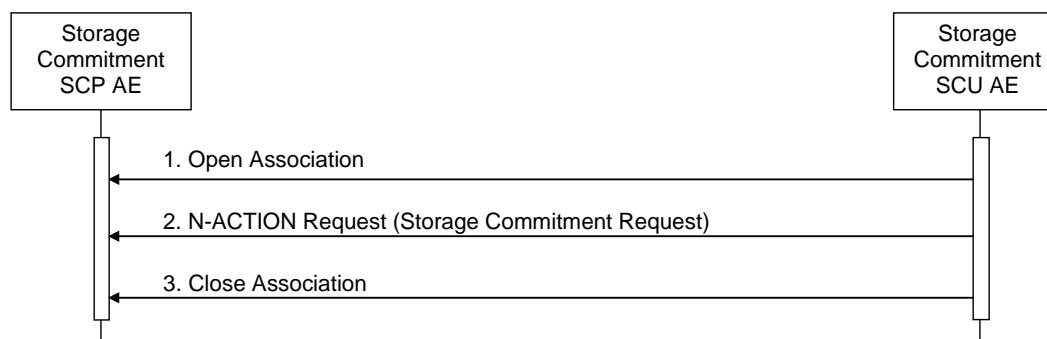 Storage
Commitment
SCP AE
Storage
Commitment
SCU AE
1. Open Association
2. N-ACTION Request (Storage Commitment Request)
3. Close Association